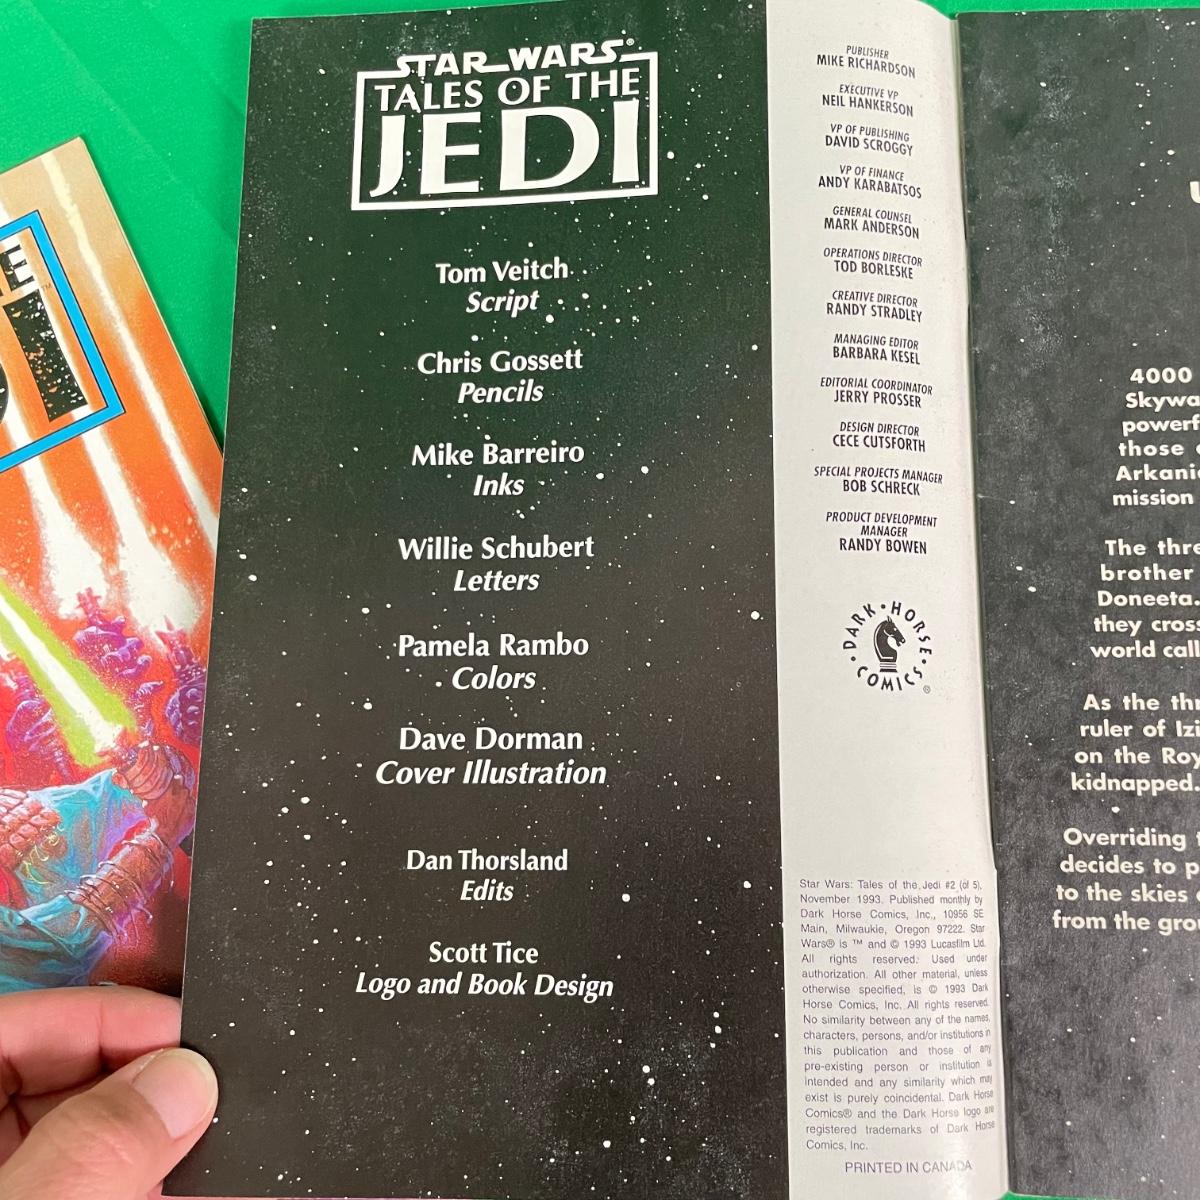 HE
DI
™
STAR WARS®
TALES OF THE
JEDI
Tom Veitch
Script
Chris Gossett
Pencils
Mike Barreiro
Inks
Willie Schubert
Letters
Pamela Rambo
Colors
Dave Dorman
Cover Illustration
Dan Thorsland
Edits
Scott Tice
Logo and Book Design
PUBLISHER
MIKE RICHARDSON
EXECUTIVE VP
NEIL HANKERSON
VP OF PUBLISHING
DAVID SCROGGY
VP OF FINANCE
ANDY KARABATSOS
GENERAL COUNSEL
MARK ANDERSON
OPERATIONS DIRECTOR
TOD BORLESKE
CREATIVE DIRECTOR
RANDY STRADLEY
MANAGING EDITOR
BARBARA KESEL
EDITORIAL COORDINATOR
JERRY PROSSER
DESIGN DIRECTOR
CECE CUTSFORTH
SPECIAL PROJECTS MANAGER
BOB SCHRECK
PRODUCT DEVELOPMENT
MANAGER
RANDY BOWEN
DARK • HORSE • COMICS •®
Star Wars: Tales of the Jedi #2 (of 5),
November 1993. Published monthly by
Dark Horse Comics, Inc., 10956 SE
Main, Milwaukie, Oregon 97222. Star
Wars® is ™ and © 1993 Lucasfilm Ltd.
All rights reserved. Used under
authorization. All other material, unless
otherwise specified, is © 1993 Dark
Horse Comics, Inc. All rights reserved.
No similarity between any of the names,
characters, persons, and/or institutions in
this publication and those of any
pre-existing person or institution is
intended and any similarity which may
exist is purely coincidental. Dark Horse
Comics® and the Dark Horse logo are
registered trademarks of Dark Horse
Comics, Inc.
PRINTED IN CANADA
4000
Skywa
powerf
those
Arkani
mission
The thre
brother
Doneeta.
they cross
world call
As the thr
ruler of Izi
on the Roy
kidnapped.
Overriding
decides to p
to the skies
from the grou